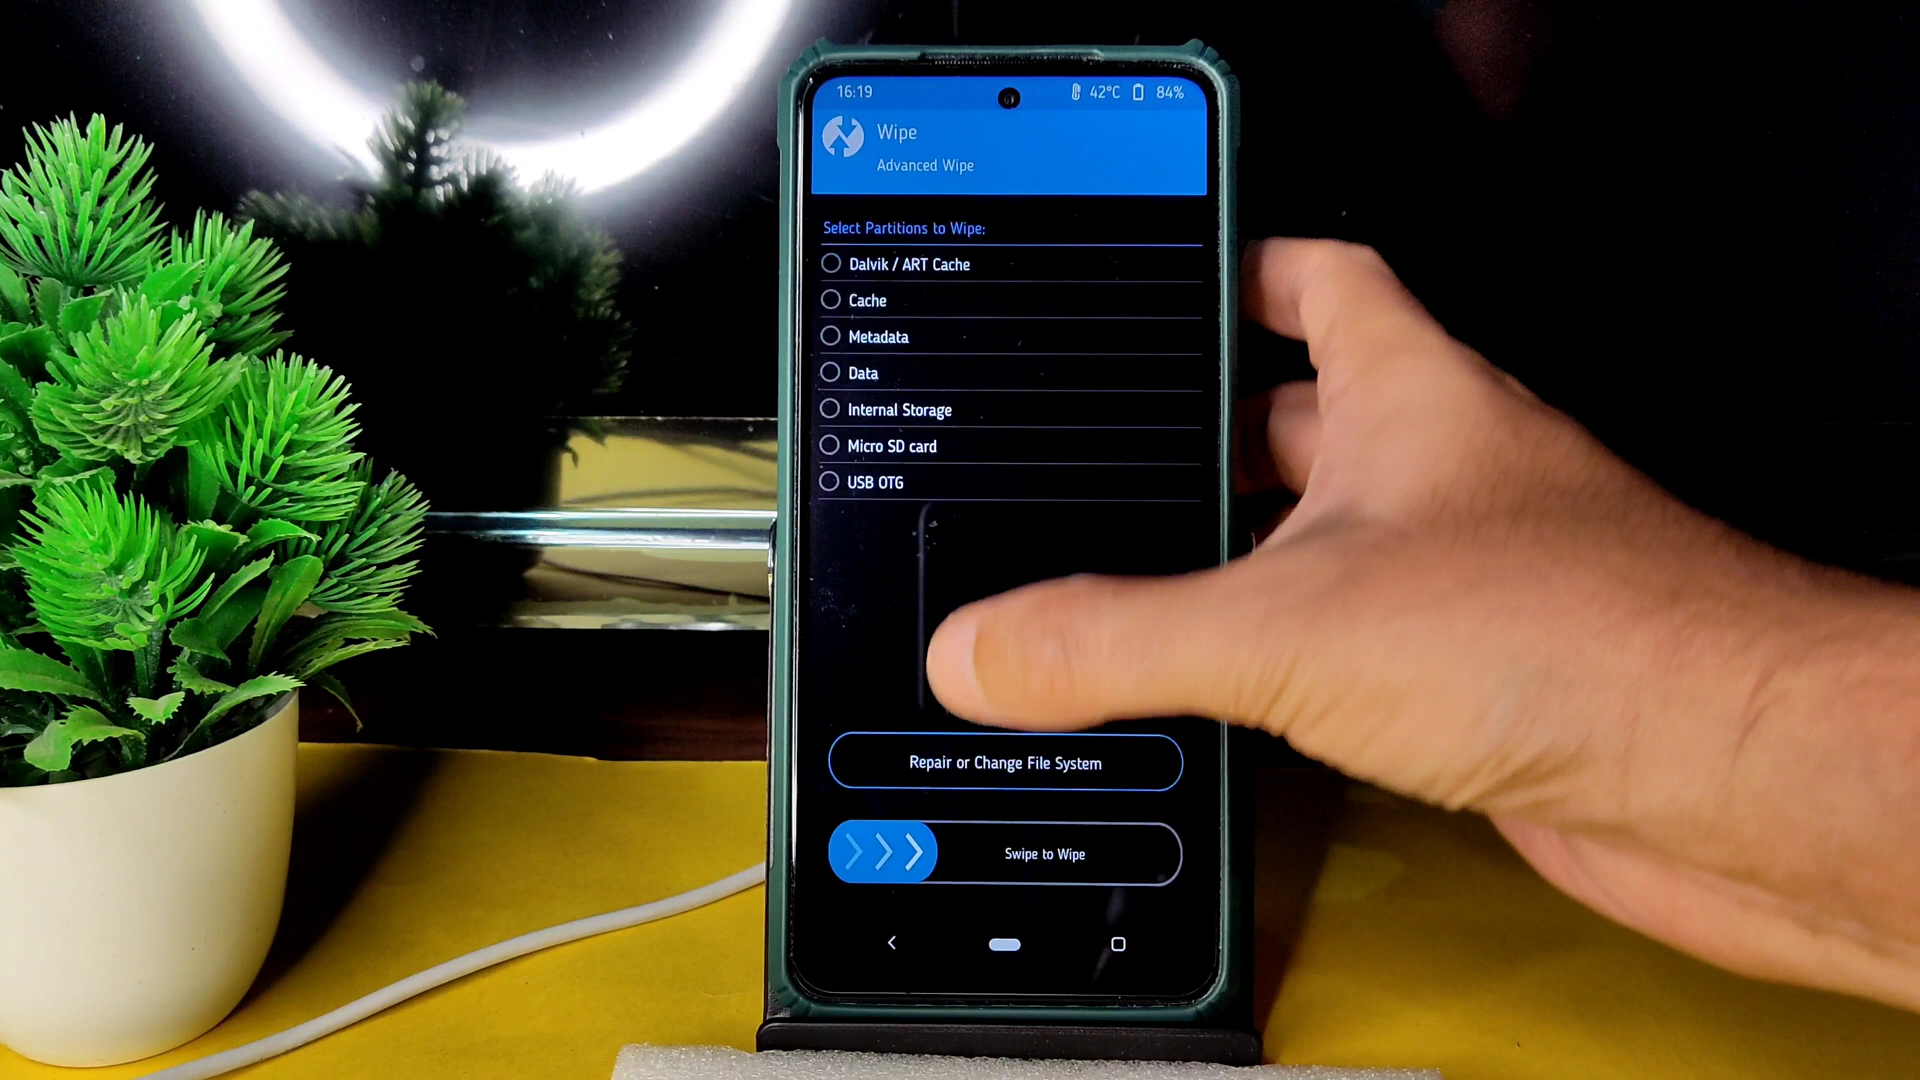 16:19 42°C 84%
Wipe
Advanced Wipe
Select Partitions to Wipe:
Dalvik / ART Cache
Cache
Metadata
Data
Internal Storage
Micro SD card
USB OTG
Repair or Change File System
Swipe to Wipe